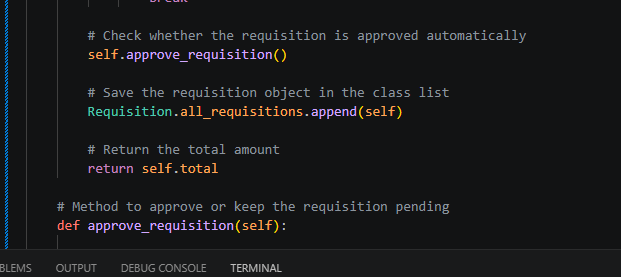 break
# Check whether the requisition is approved automatically
self.approve_requisition()
# Save the requisition object in the class list
Requisition.all_requisitions.append(self)
# Return the total amount
return self.total
# Method to approve or keep the requisition pending
def approve_requisition(self):
BLEMS OUTPUT DEBUG CONSOLE TERMINAL